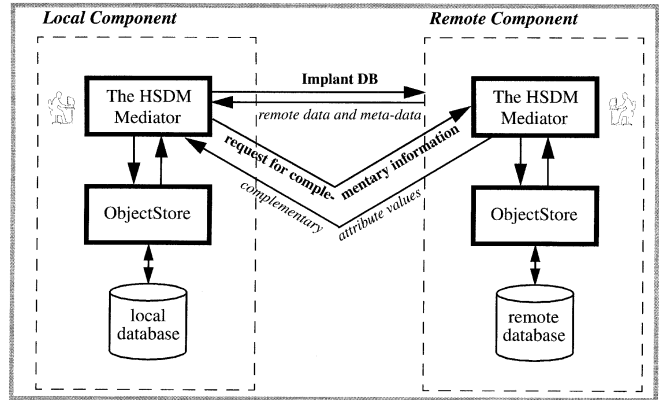 Local Component
Remote Component
The HSDM
Mediator
Implant DB
remote data and meta-data
The HSDM
Mediator
request for comple-
mentary information
complementary
attribute values
ObjectStore
ObjectStore
local
database
remote
database